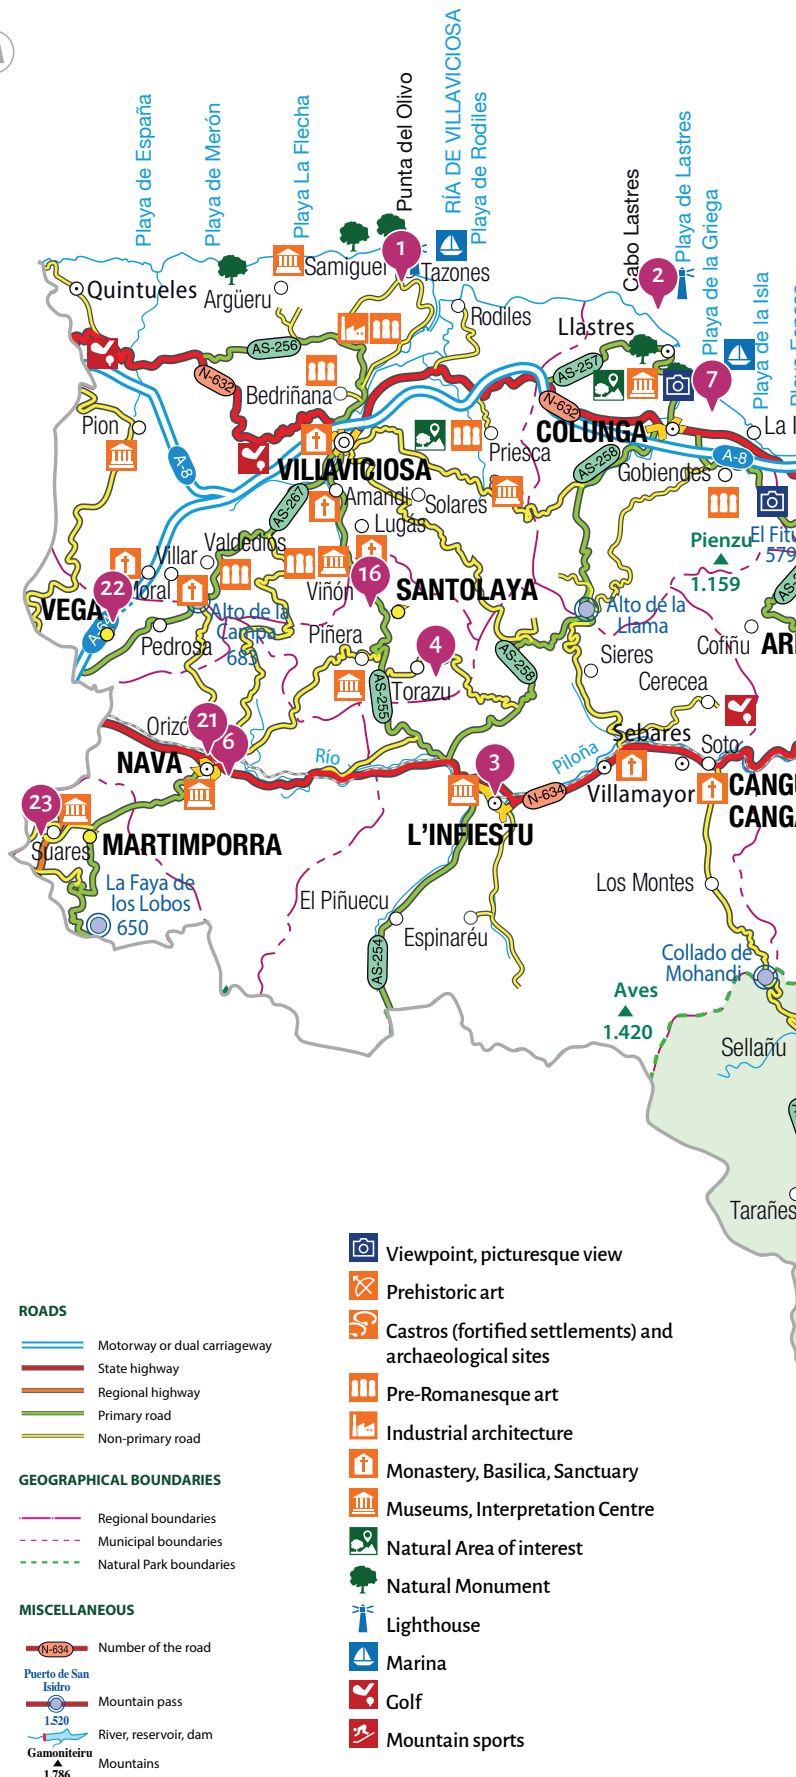 Playa de España
Playa de Merón
Playa La Flecha
Punta del Olivo
RÍA DE VILLAVICIOSA
Playa de Rodiles
Cabo Lastres
Playa de Lastres
Playa de la Griega
Playa de la Isla
1
Samiguel
Tazones
2
Quintueles
Argüeru
Rodiles
Llastres
AS-256
AS-257
N-632
7
Bedriñana
N-632
Pion
COLUNGA
La I
A-8
Priesca
A-8
VILLAVICIOSA
AS-258
Gobiendes
AS-267
Amandi
Solares
Lugás
Pienzu
El Fitu
579
Villar
Valdediós
1.159
22
Moral
Viñón
16
SANTOLAYA
AS-
VEGA
A-64
Alto de la
Campa
683
Alto de la
Llama
Pedrosa
Piñera
4
Cofiñu
Sieres
AS-258
Torazu
Cerecea
AS-255
Orizó
21
6
Río
Piloña
Sebares
Soto
NAVA
3
N-634
Villamayor
CANG
CANGA
23
L'INFIESTU
Suares
MARTIMPORRA
La Faya de
los Lobos
650
El Piñuecu
Los Montes
Espinaréu
AS-254
Collado de
Mohandi
Aves
1.420
Sellañu
Tarañes
Viewpoint, picturesque view
Prehistoric art
Castros (fortified settlements) and
archaeological sites
Pre-Romanesque art
Industrial architecture
Monastery, Basilica, Sanctuary
Museums, Interpretation Centre
Natural Area of interest
Natural Monument
Lighthouse
Marina
Golf
Mountain sports
ROADS
Motorway or dual carriageway
State highway
Regional highway
Primary road
Non-primary road
GEOGRAPHICAL BOUNDARIES
Regional boundaries
Municipal boundaries
Natural Park boundaries
MISCELLANEOUS
N-634
Number of the road
Puerto de San
Isidro
Mountain pass
1.520
River, reservoir, dam
Gamoniteiru
Mountains
1.786